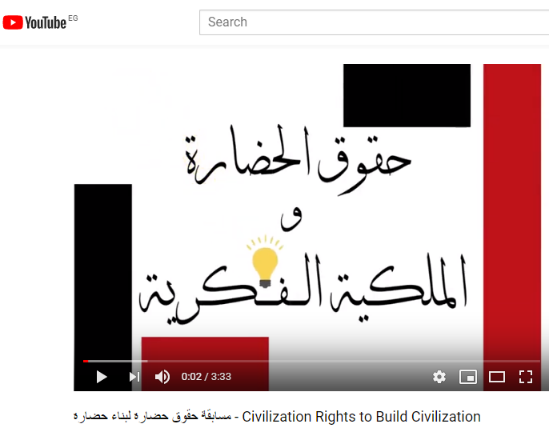 YouTube EG
Search
حقوق الحضارة
و
الملكية الفكرية
0:02 / 3:33
مسابقة حقوق حضاره لبناء حضاره - Civilization Rights to Build Civilization